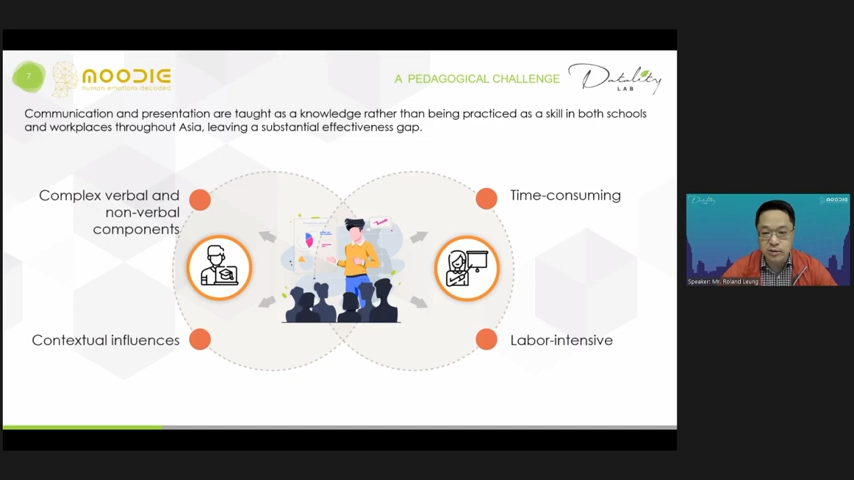 7
MOODIE
human emotions decoded
A PEDAGOGICAL CHALLENGE
Datality
LAB
Communication and presentation are taught as a knowledge rather than being practiced as a skill in both schools
and workplaces throughout Asia, leaving a substantial effectiveness gap.
Complex verbal and
non-verbal
components
Time-consuming
Contextual influences
Labor-intensive
Datality
MOODIE
Speaker: Mr. Roland Leung